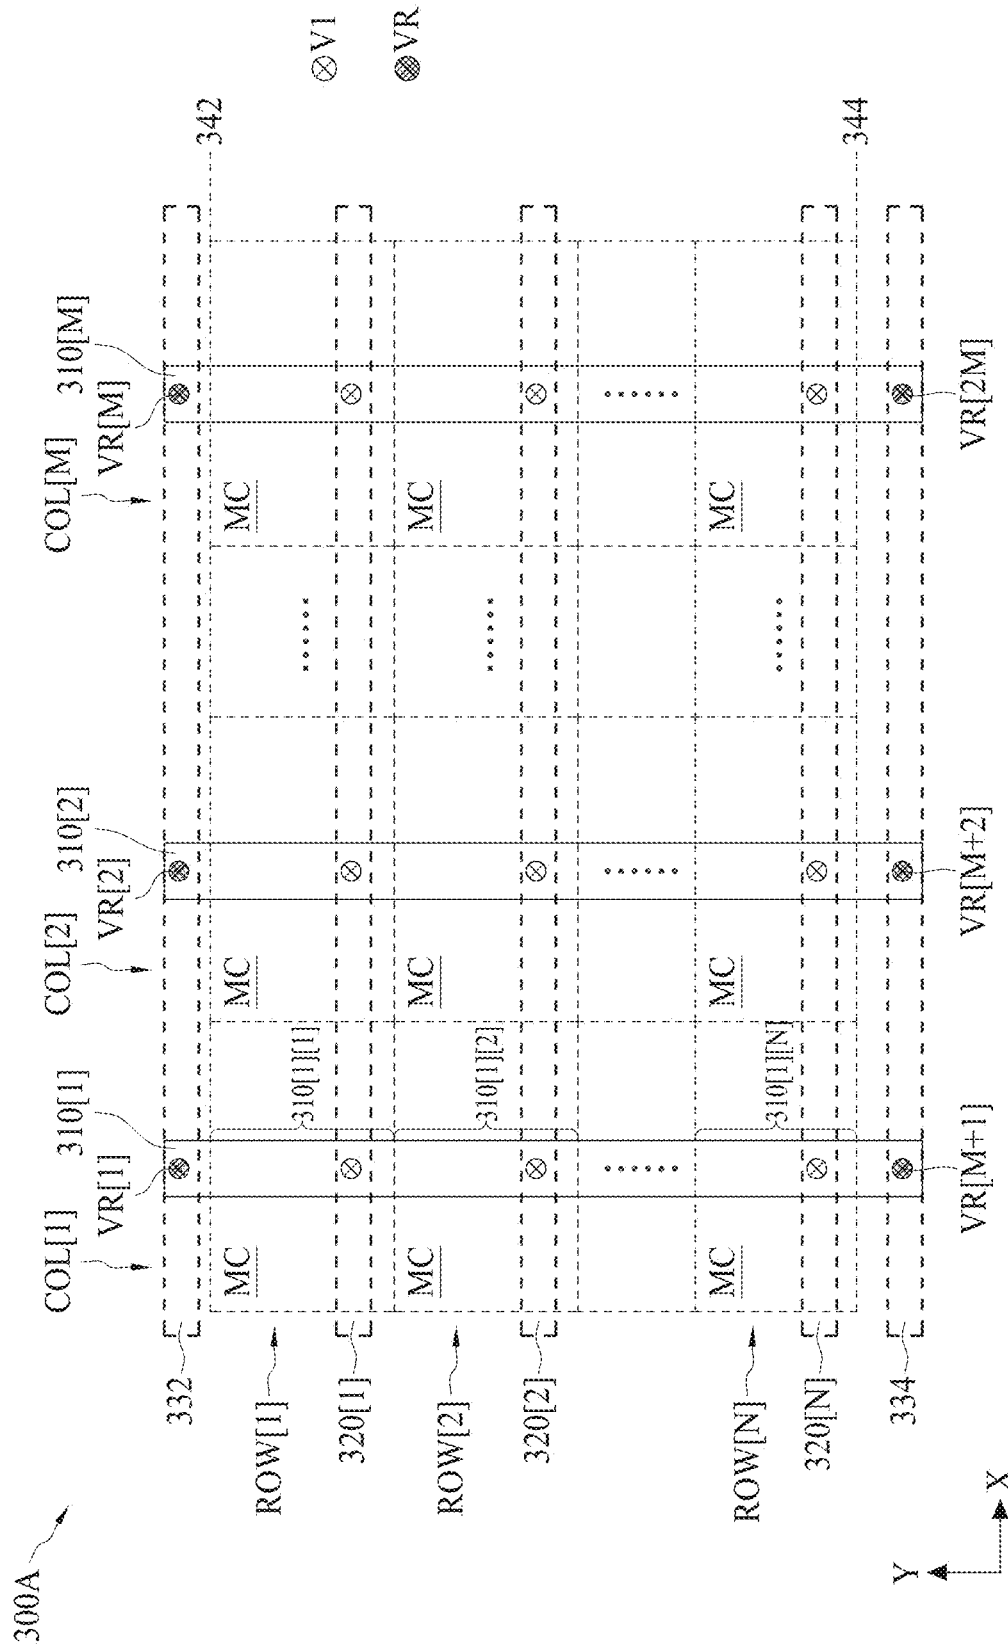 300A
COL[1]
COL[2]
COL[M]
VR[1]
310[1]
VR[2]
310[2]
VR[M]
310[M]
V1
VR
332
342
ROW[1]
MC
MC
MC
310[1][1]
320[1]
ROW[2]
MC
MC
MC
310[1][2]
320[2]
ROW[N]
MC
MC
MC
310[1][N]
320[N]
344
334
VR[M+1]
VR[M+2]
VR[2M]
Y
X